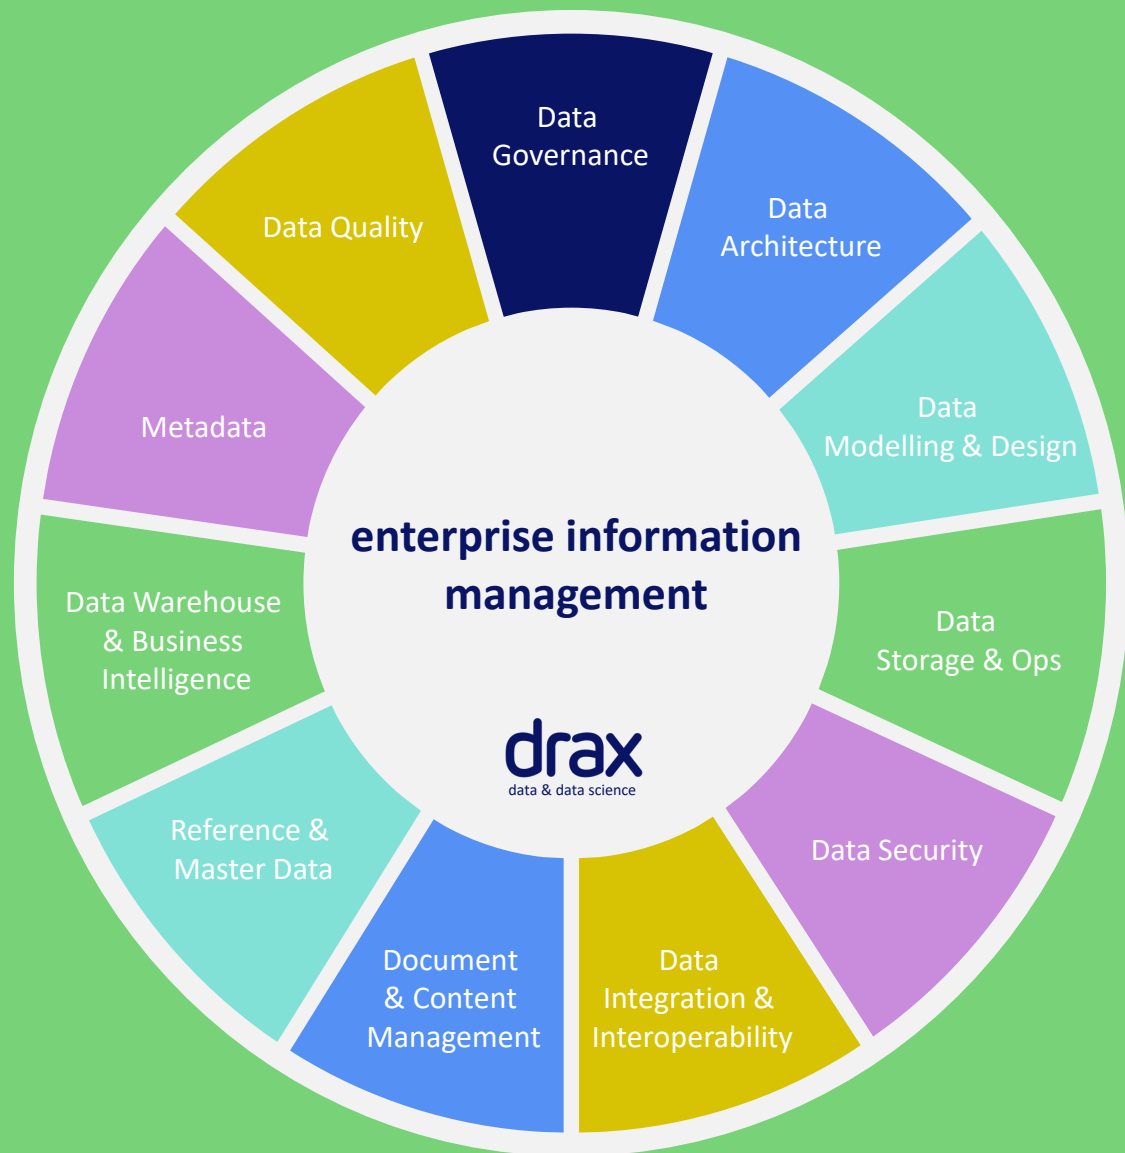 Data
Governance
Data
Architecture
Data
Modelling & Design
Data
Storage & Ops
Data Security
Data
Integration &
Interoperability
Document
& Content
Management
Reference &
Master Data
Data Warehouse
& Business
Intelligence
Metadata
Data Quality
enterprise information
management
drax
data & data science